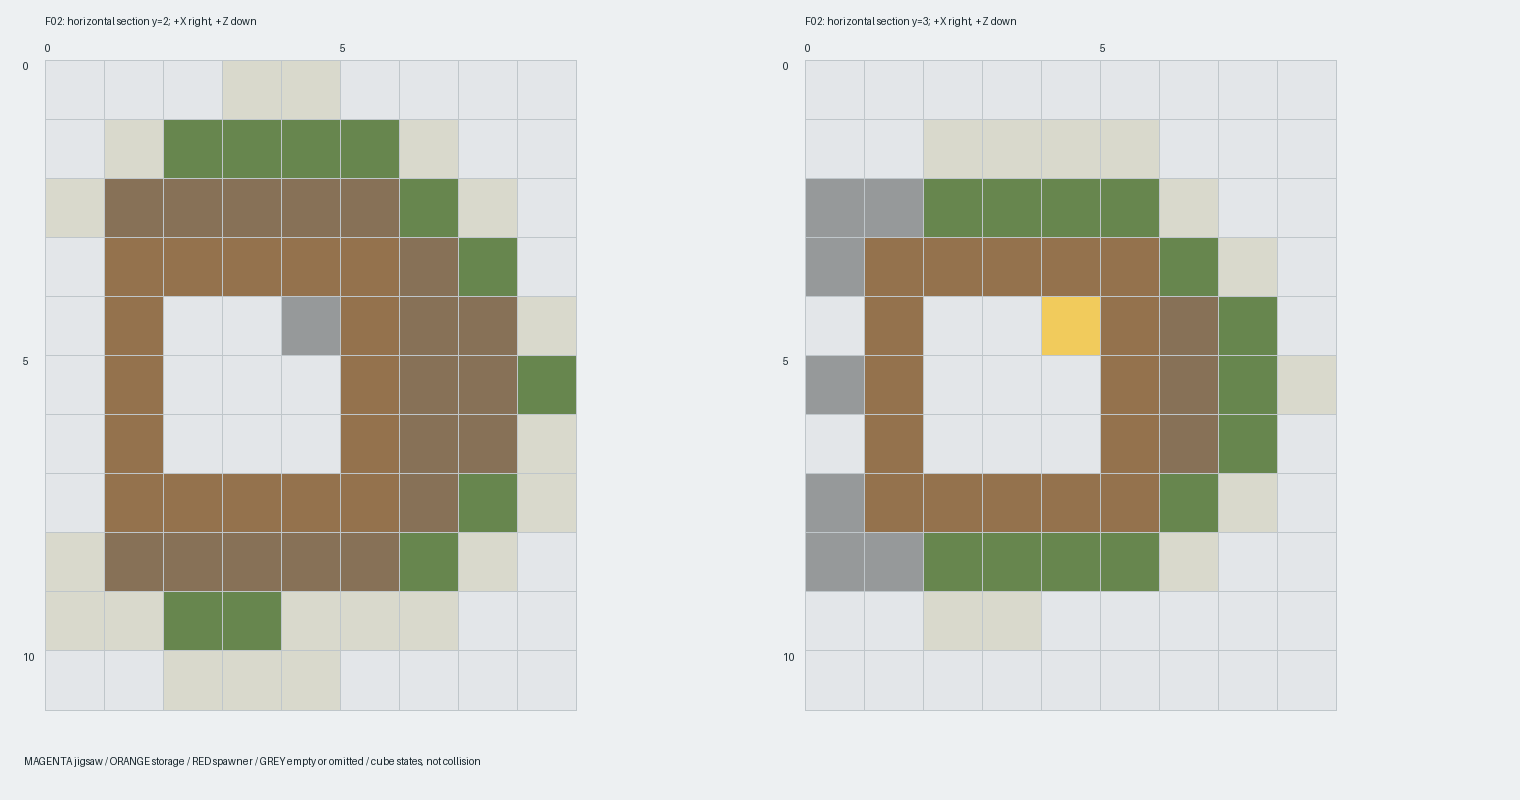 F02: horizontal section y=2; +X right, +Z down
F02: horizontal section y=3; +X right, +Z down
0 5
0 5
0
0
5
5
10
10
MAGENTA jigsaw / ORANGE storage / RED spawner / GREY empty or omitted / cube states, not collision